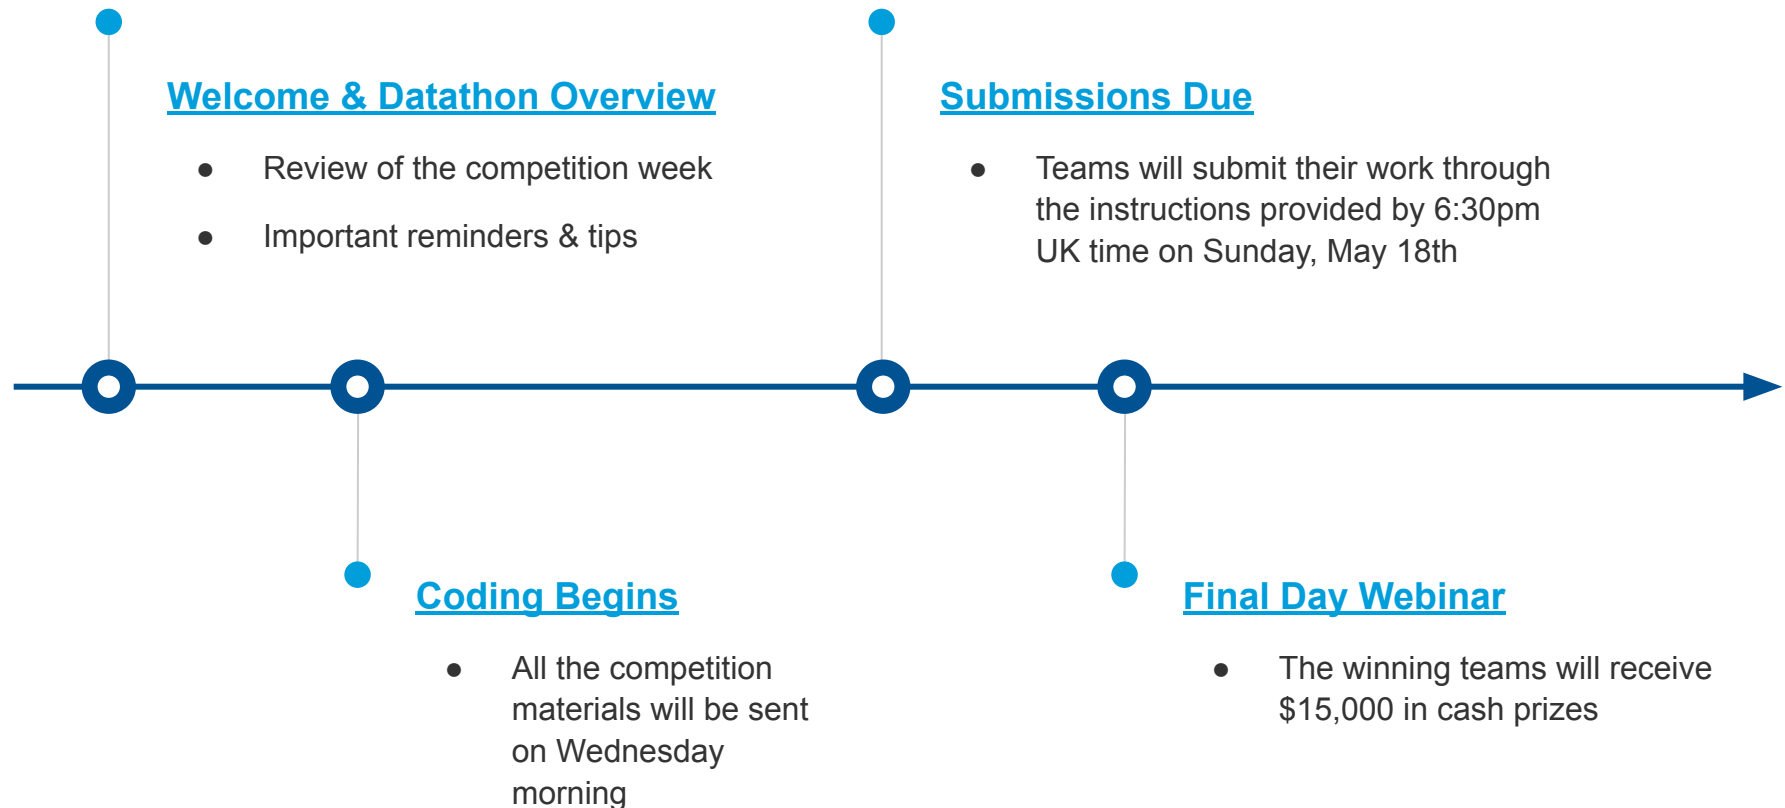 Welcome & Datathon Overview
● Review of the competition week
● Important reminders & tips
Submissions Due
● Teams will submit their work through
the instructions provided by 6:30pm
UK time on Sunday, May 18th
Coding Begins
● All the competition
materials will be sent
on Wednesday
morning
Final Day Webinar
● The winning teams will receive
$15,000 in cash prizes